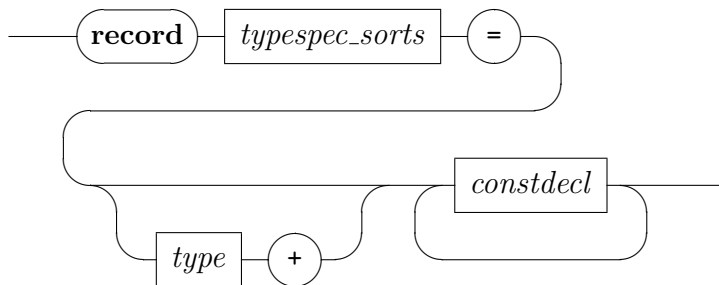 record typespec_sorts =
constdecl
type +